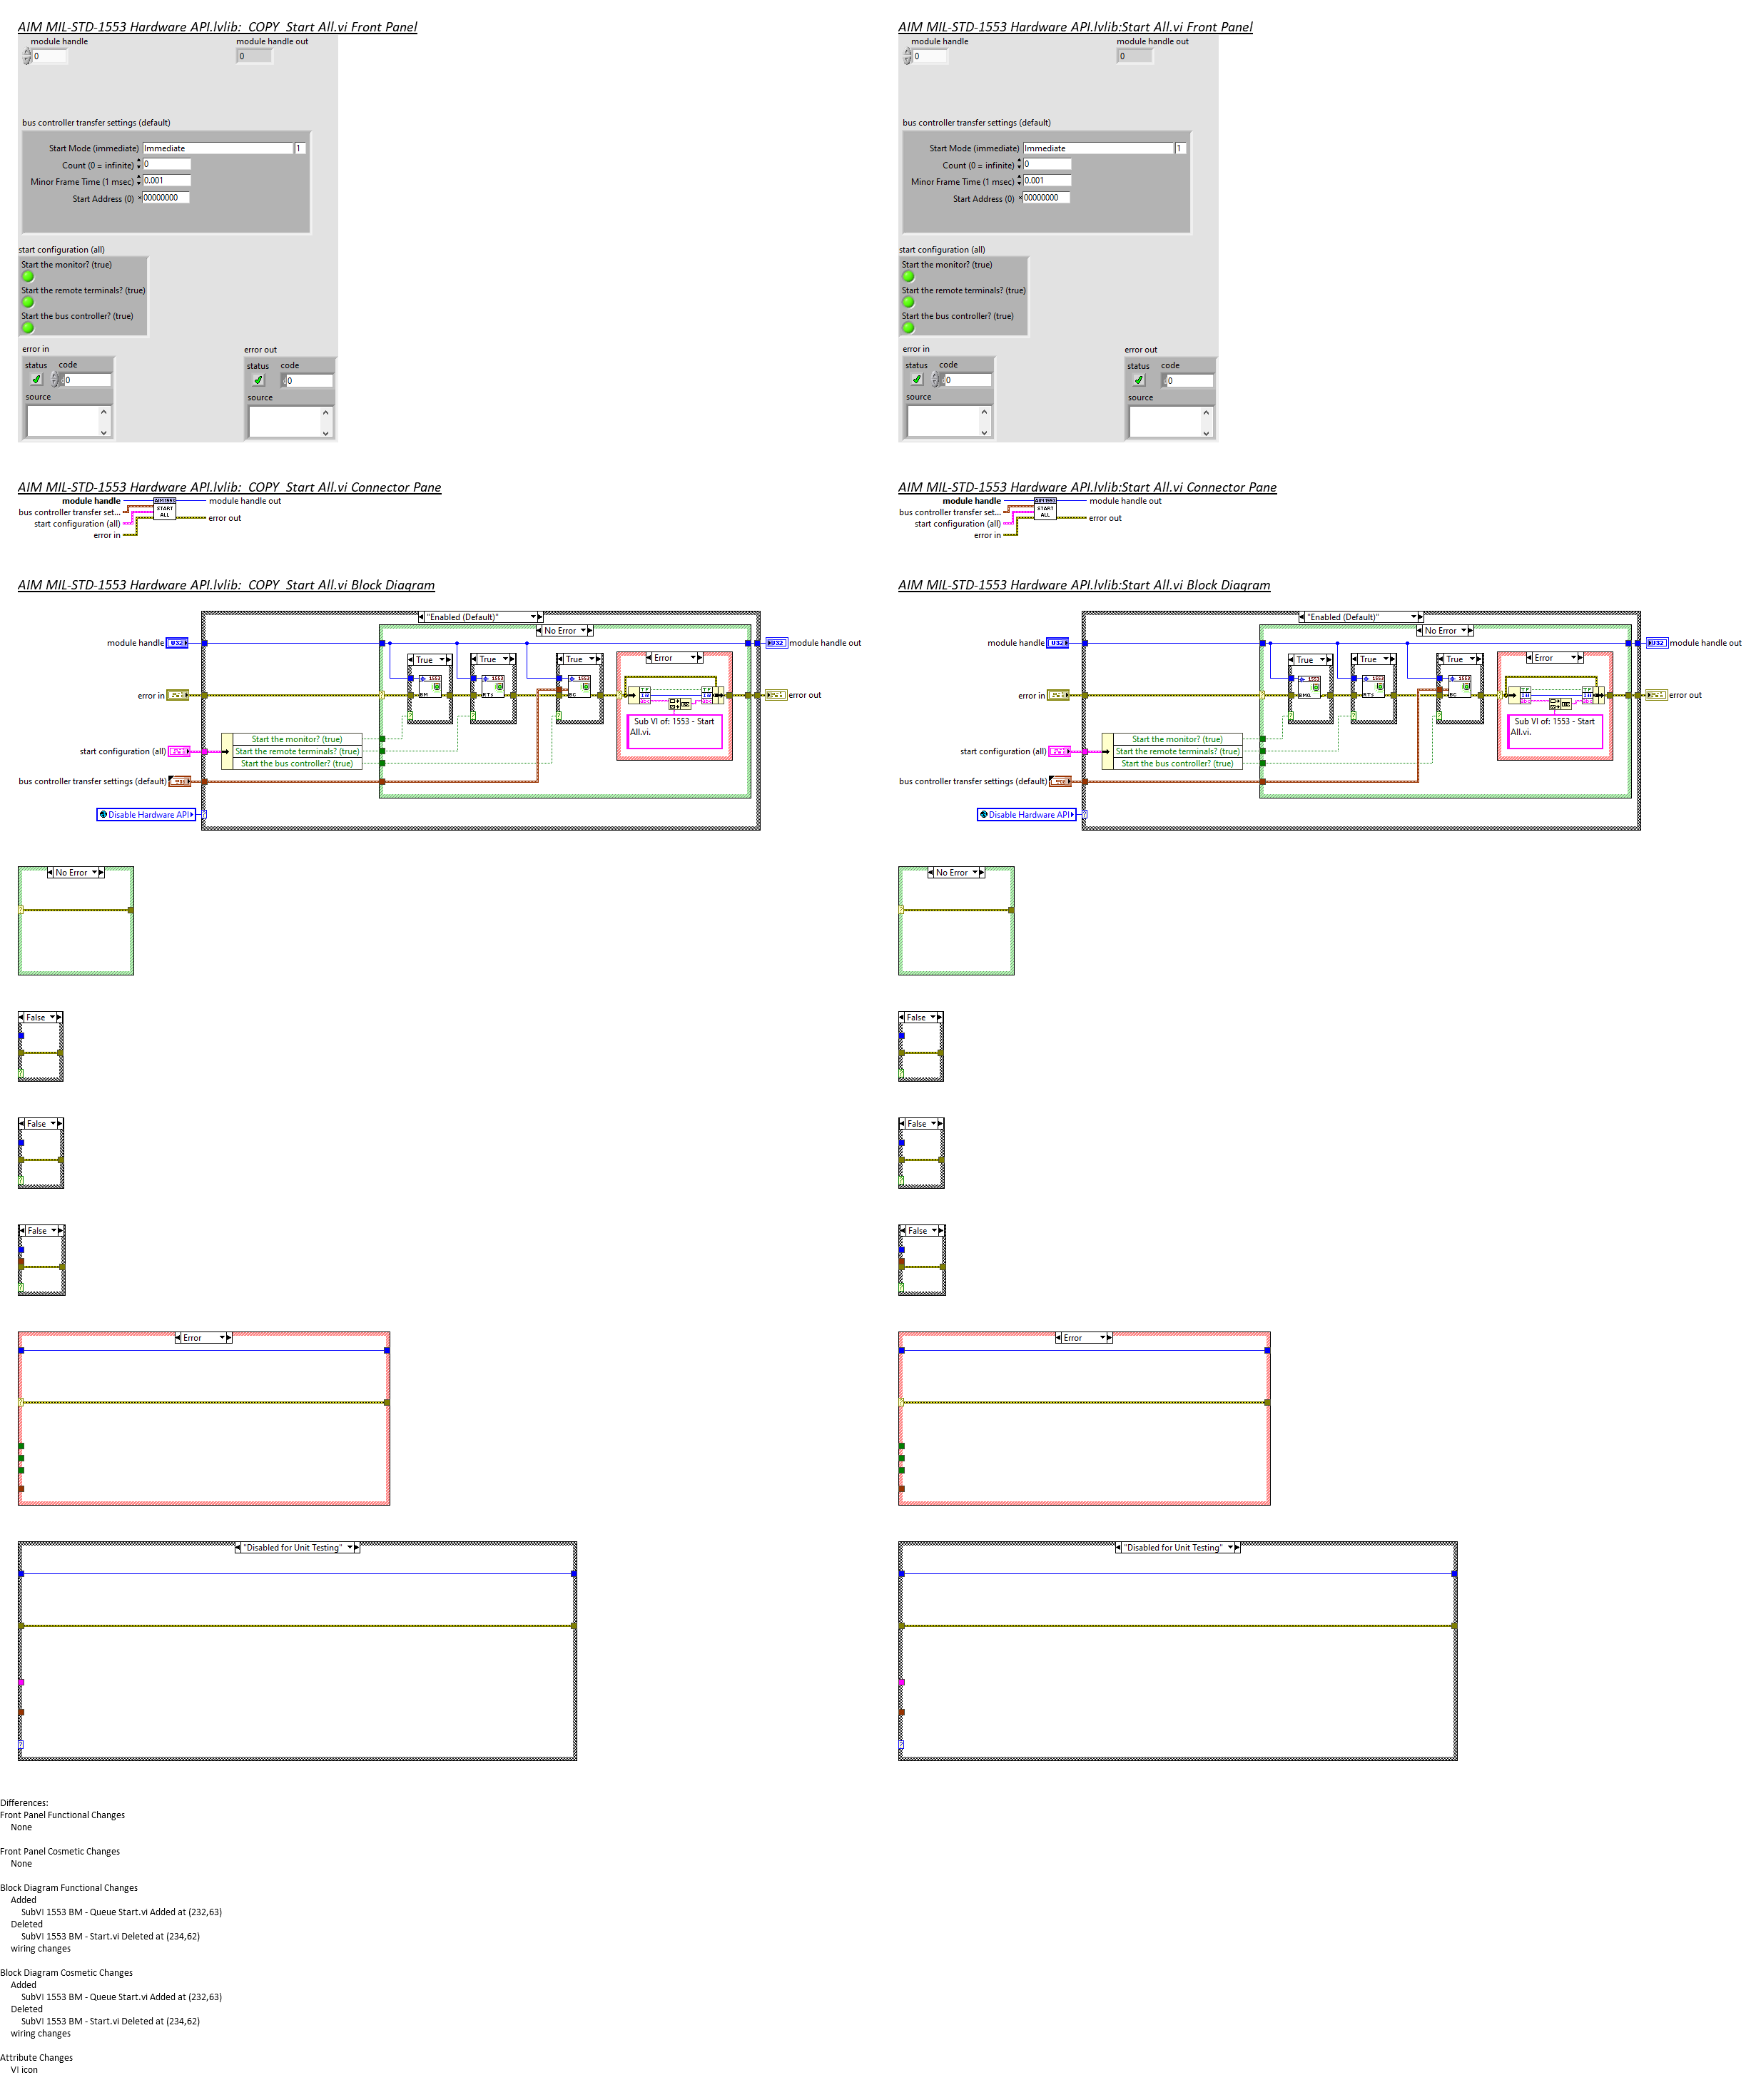 AIM MIL-STD-1553 Hardware API.lvlib:  COPY  Start All.vi Front Panel
module handle
module handle out
0
0
bus controller transfer settings (default)
Start Mode (immediate) Immediate 1
Count (0 = infinite) 0
Minor Frame Time (1 msec) 0.001
Start Address (0) x 00000000
start configuration (all)
Start the monitor? (true)
Start the remote terminals? (true)
Start the bus controller? (true)
error in
error out
status code
status code
0
0
source
source
AIM MIL-STD-1553 Hardware API.lvlib:Start All.vi Front Panel
module handle
module handle out
0
0
bus controller transfer settings (default)
Start Mode (immediate) Immediate 1
Count (0 = infinite) 0
Minor Frame Time (1 msec) 0.001
Start Address (0) x 00000000
start configuration (all)
Start the monitor? (true)
Start the remote terminals? (true)
Start the bus controller? (true)
error in
error out
status code
status code
0
0
source
source
AIM MIL-STD-1553 Hardware API.lvlib:  COPY  Start All.vi Connector Pane
module handle
module handle out
AIM1553
START
ALL
bus controller transfer set...
start configuration (all)
error out
error in
AIM MIL-STD-1553 Hardware API.lvlib:Start All.vi Connector Pane
module handle
module handle out
AIM1553
START
ALL
bus controller transfer set...
start configuration (all)
error out
error in
AIM MIL-STD-1553 Hardware API.lvlib:  COPY  Start All.vi Block Diagram
"Enabled (Default)"
No Error
module handle
U32
U32
module handle out
True
True
True
Error
1553
BM
1553
RTs
1553
BC
error in
error out
Sub VI of: 1553 - Start
All.vi.
Start the monitor? (true)
start configuration (all)
Start the remote terminals? (true)
Start the bus controller? (true)
bus controller transfer settings (default)
Disable Hardware API
AIM MIL-STD-1553 Hardware API.lvlib:Start All.vi Block Diagram
"Enabled (Default)"
No Error
module handle
U32
U32
module handle out
True
True
True
Error
1553
BMQ
1553
RTs
1553
BC
error in
error out
Sub VI of: 1553 - Start
All.vi.
Start the monitor? (true)
start configuration (all)
Start the remote terminals? (true)
Start the bus controller? (true)
bus controller transfer settings (default)
Disable Hardware API
No Error
No Error
False
False
False
False
False
False
Error
Error
"Disabled for Unit Testing"
"Disabled for Unit Testing"
Differences:
Front Panel Functional Changes
None
Front Panel Cosmetic Changes
None
Block Diagram Functional Changes
Added
SubVI 1553 BM - Queue Start.vi Added at (232,63)
Deleted
SubVI 1553 BM - Start.vi Deleted at (234,62)
wiring changes
Block Diagram Cosmetic Changes
Added
SubVI 1553 BM - Queue Start.vi Added at (232,63)
Deleted
SubVI 1553 BM - Start.vi Deleted at (234,62)
wiring changes
Attribute Changes
VI icon